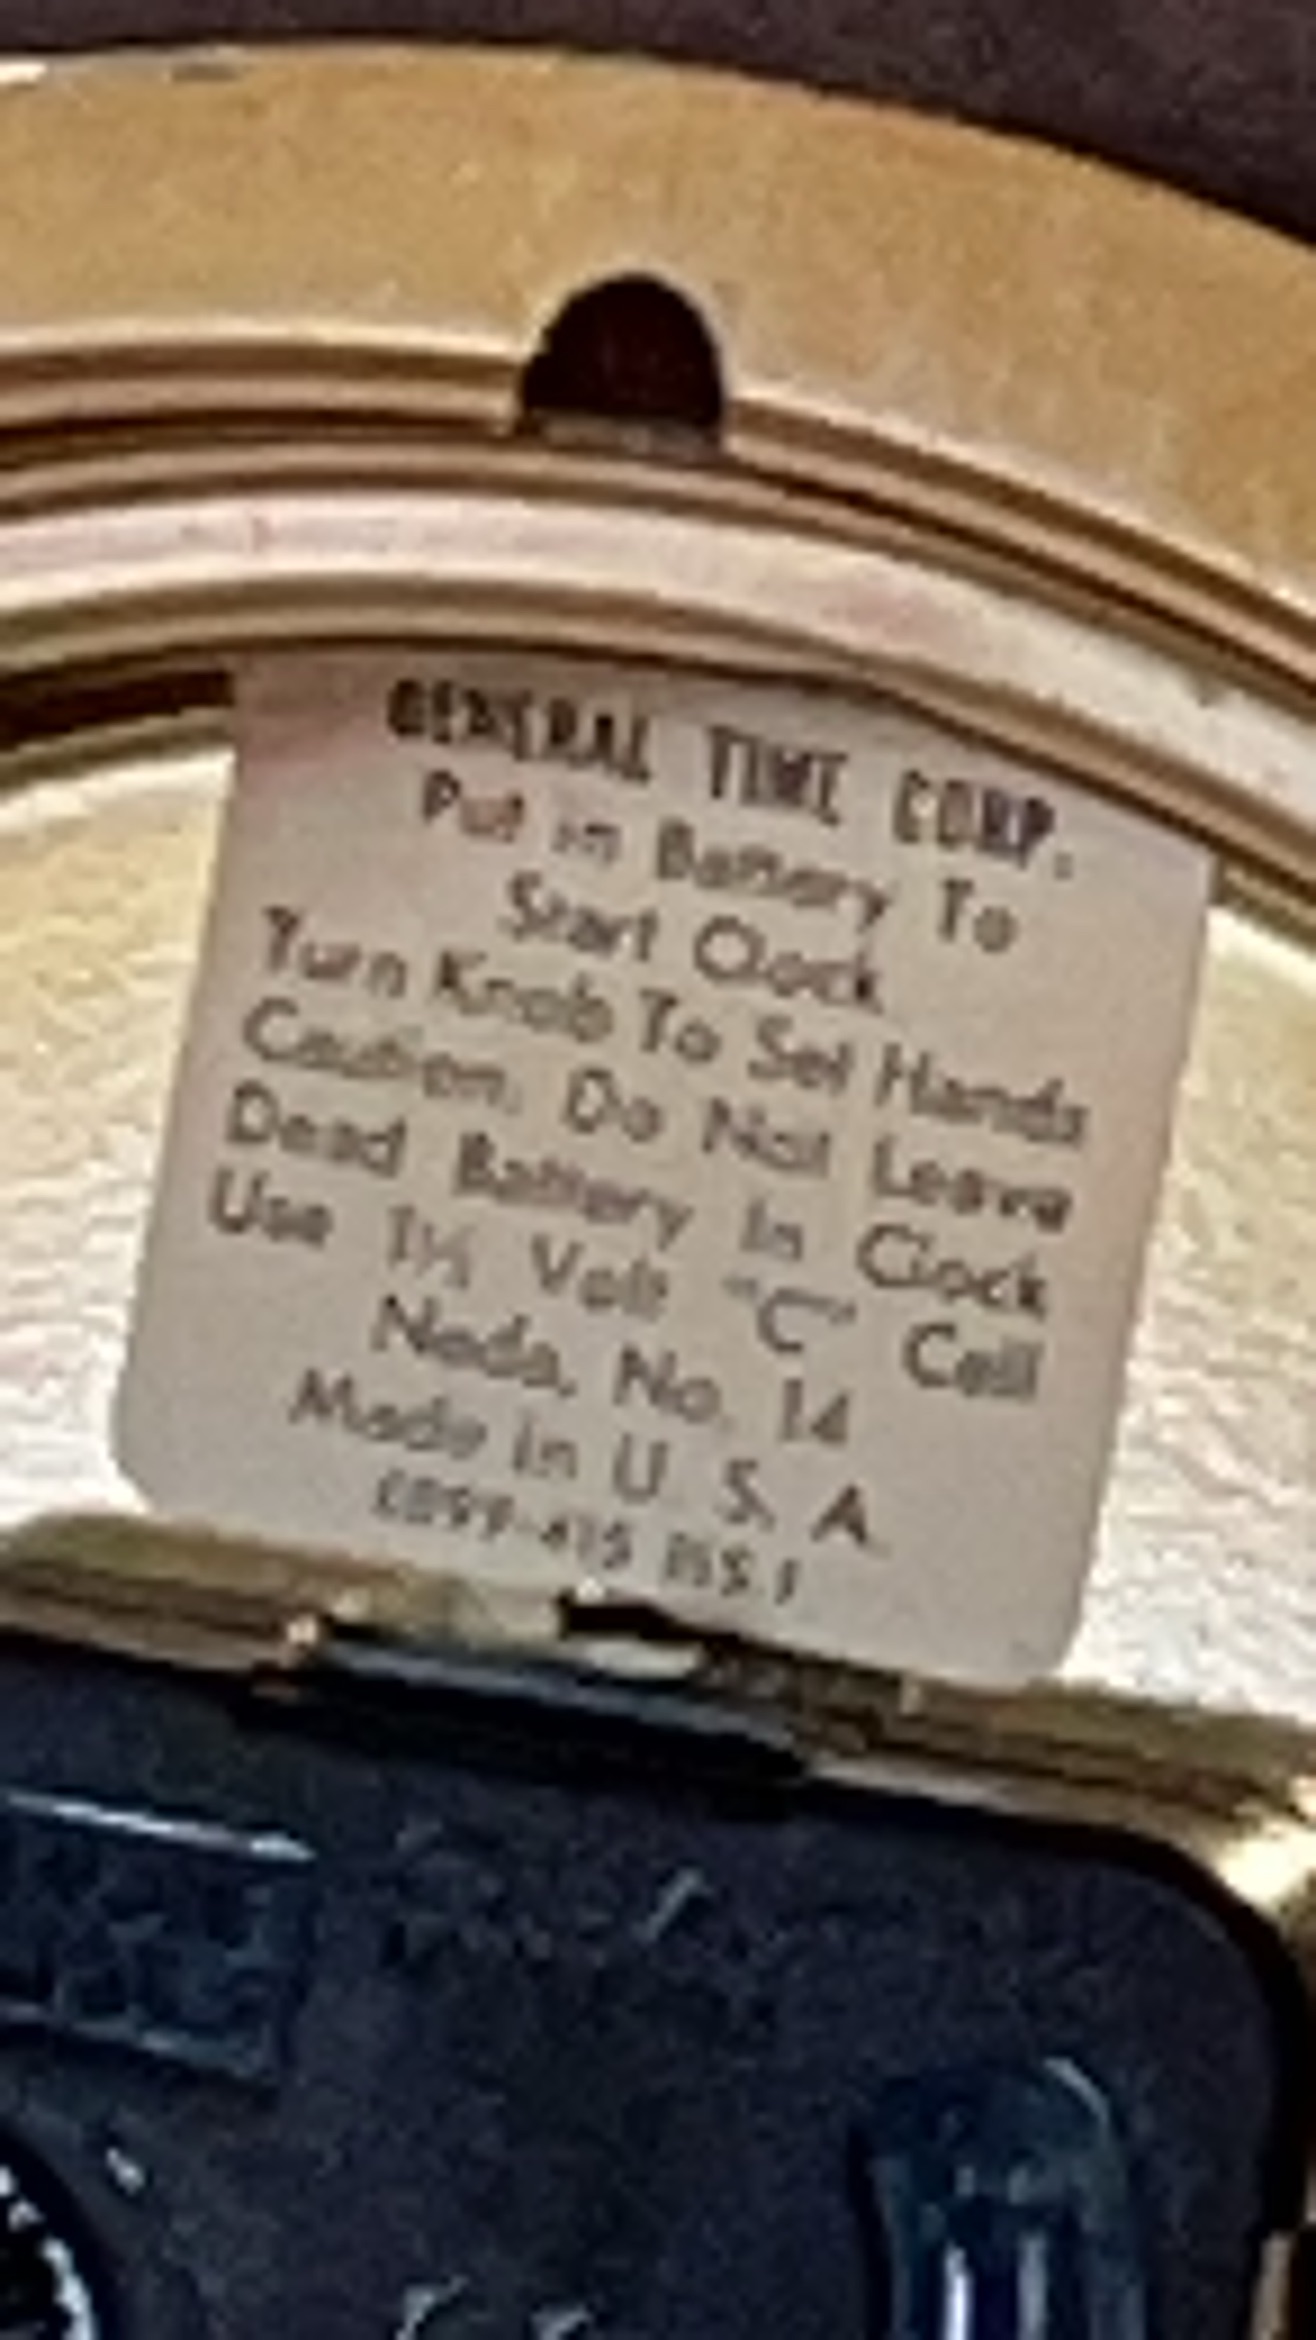 GENERAL TIME CORP.
Put in Battery To
Start Clock
Turn Knob To Set Hands
Caution: Do Not Leave
Dead Battery In Clock
Use 1½ Volt "C" Cell
Neda. No. 14
Made in U. S. A.